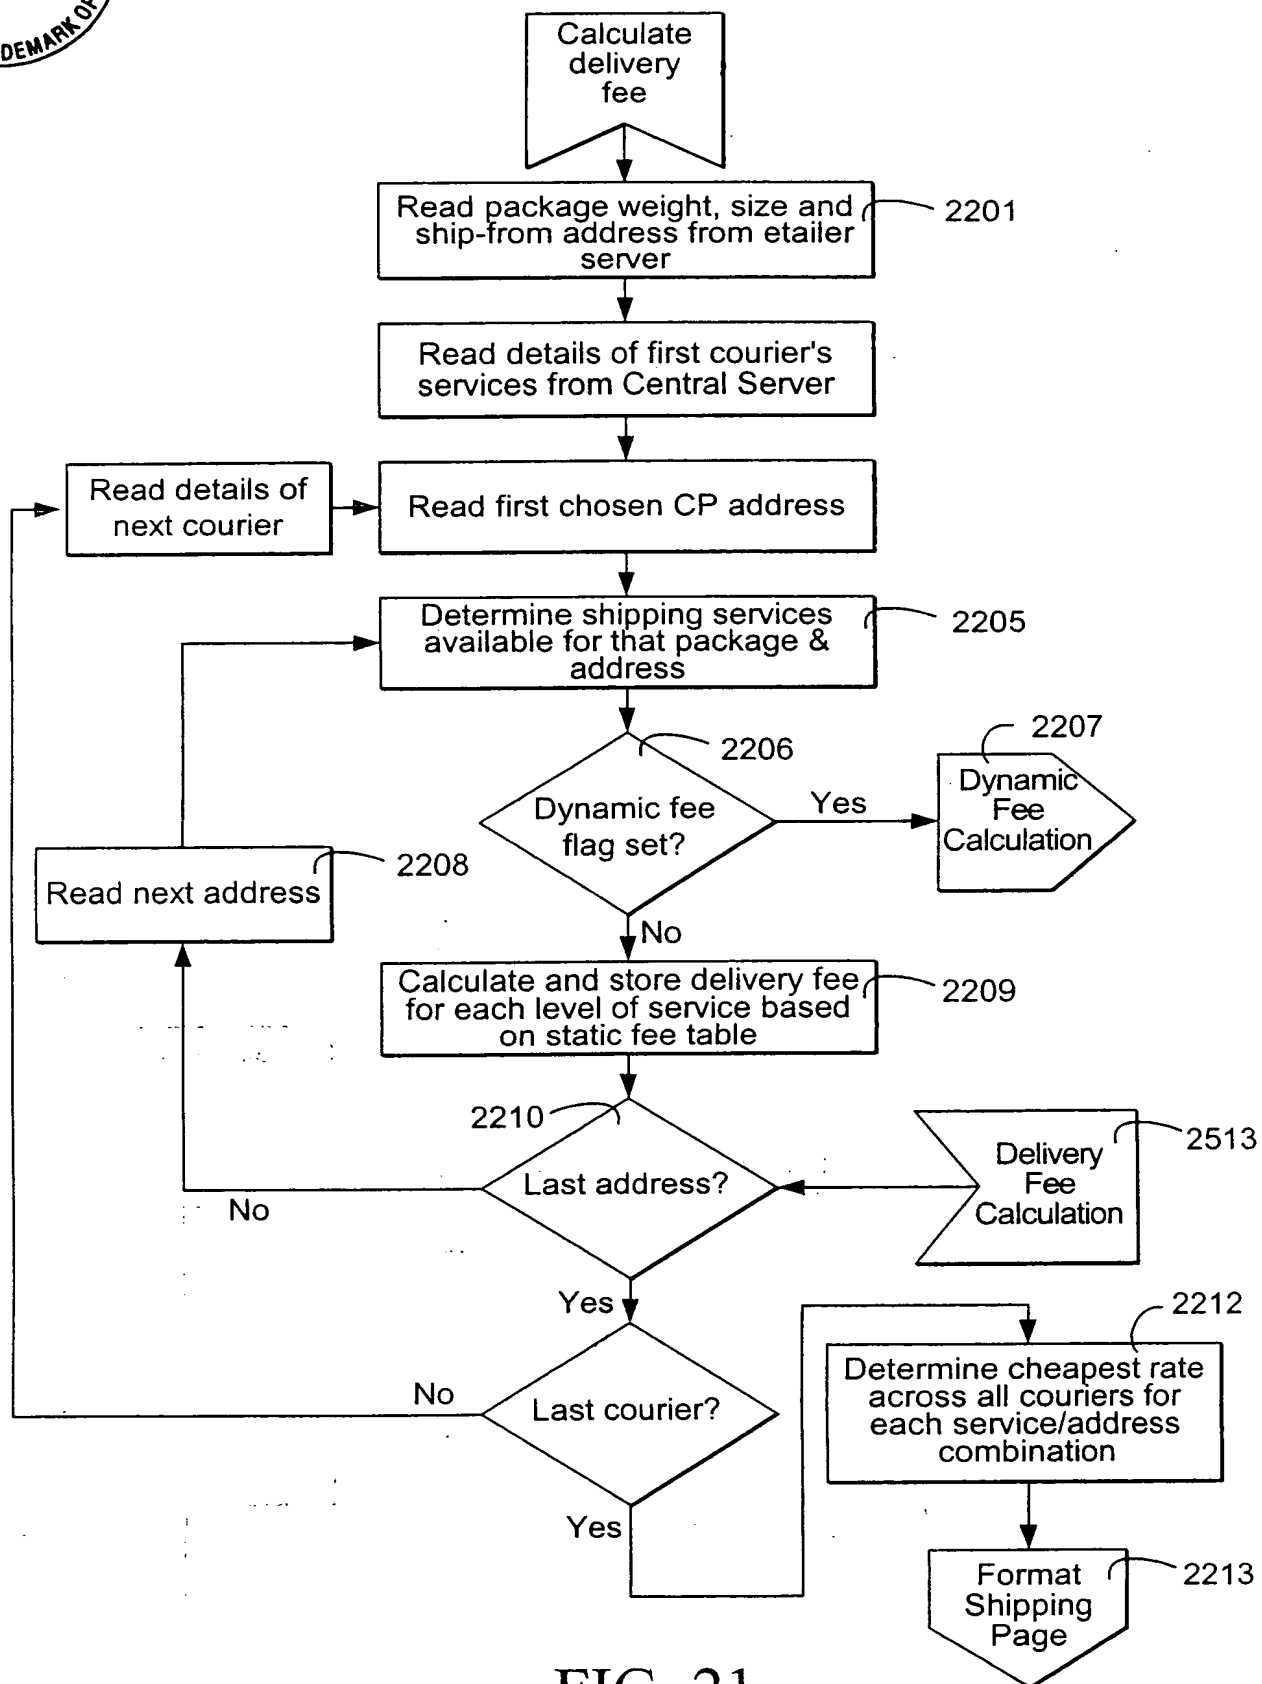 DEMARK OF
Calculate
delivery
fee
Read package weight, size and
ship-from address from etailer
server
2201
Read details of first courier's
services from Central Server
Read details of
next courier
Read first chosen CP address
Determine shipping services
available for that package &
address
2205
2206
2207
Dynamic fee
flag set?
Yes
Dynamic
Fee
Calculation
Read next address
2208
No
Calculate and store delivery fee
for each level of service based
on static fee table
2209
2210
Last address?
No
Delivery
Fee
Calculation
2513
Yes
Last courier?
No
Yes
2212
Determine cheapest rate
across all couriers for
each service/address
combination
Format
Shipping
Page
2213
FIG. 21